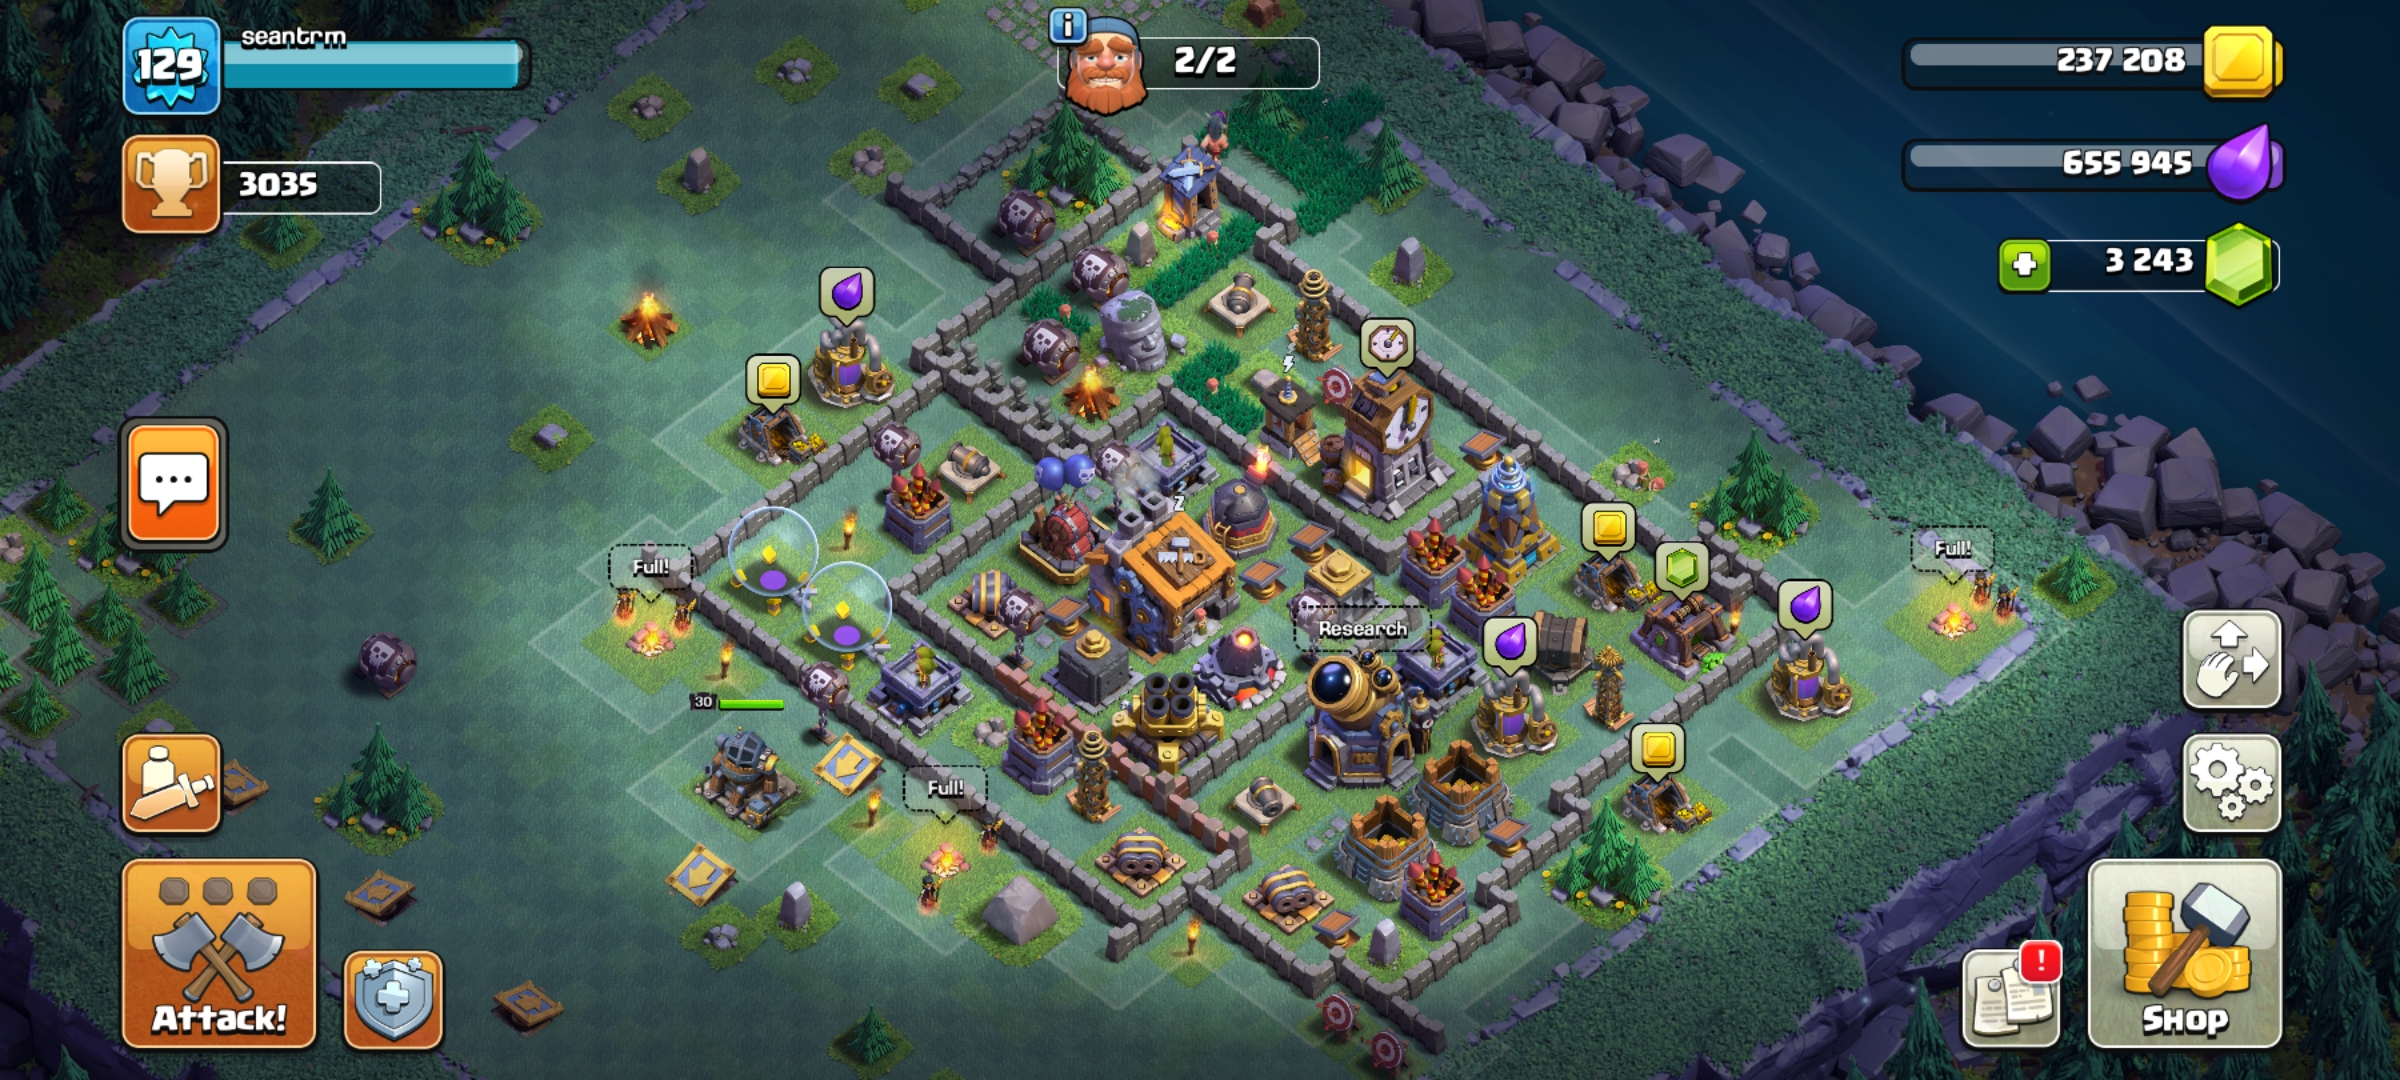 129
seantrm
2/2
237 208
3035
655 945
3 243
Full!
Full!
Research
30
Full!
Attack!
!
Shop